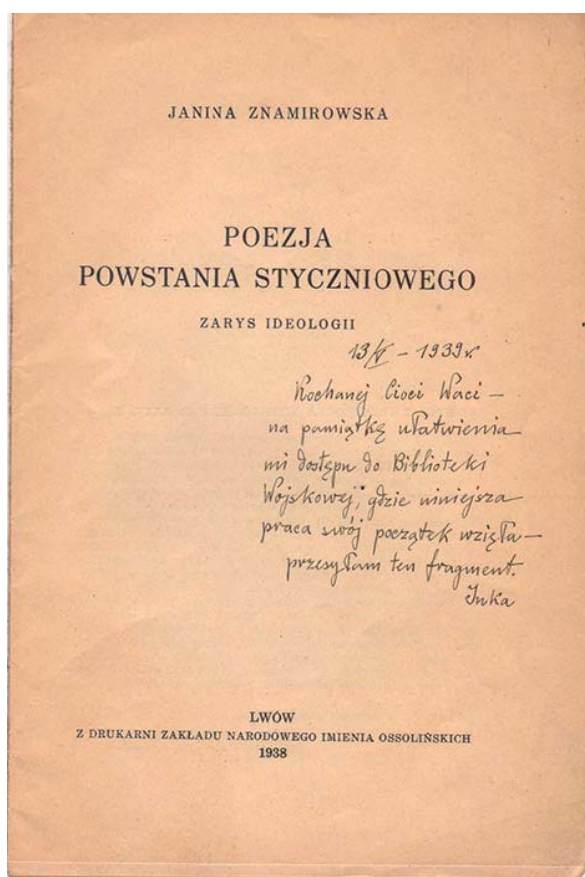 JANINA ZNAMIROWSKA
POEZJA
POWSTANIA STYCZNIOWEGO
ZARYS IDEOLOGII
13/V – 1939 r.
Kochanej Cioci Waci –
na pamiątkę ułatwienia
mi dostępu do Biblioteki
Wojskowej, gdzie niniejsza
praca swój początek wzięła –
przesyłam ten fragment.
Inka
LWÓW
Z DRUKARNI ZAKŁADU NARODOWEGO IMIENIA OSSOLIŃSKICH
1938